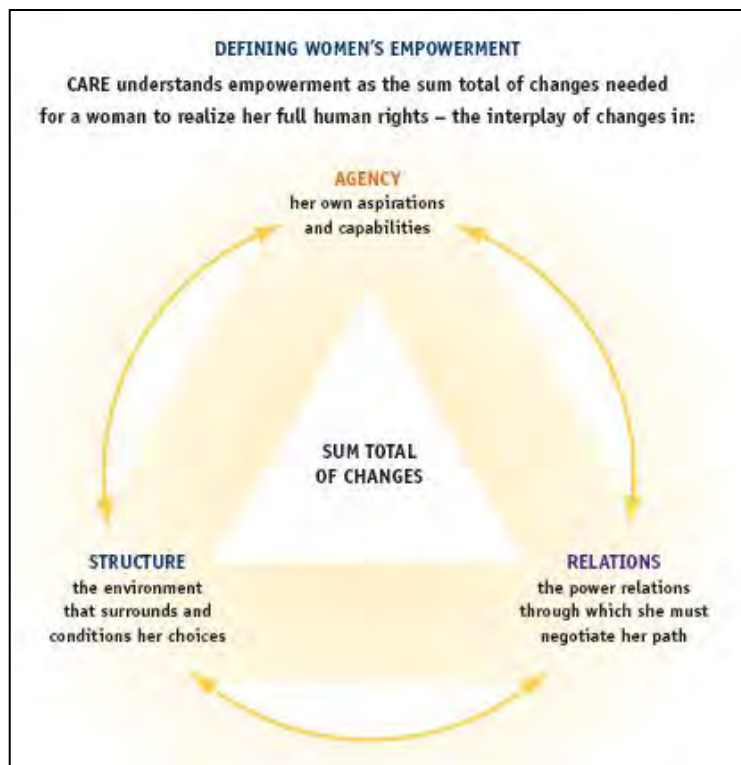 DEFINING WOMEN'S EMPOWERMENT
CARE understands empowerment as the sum total of changes needed
for a woman to realize her full human rights – the interplay of changes in:
AGENCY
her own aspirations
and capabilities
SUM TOTAL
OF CHANGES
STRUCTURE
the environment
that surrounds and
conditions her choices
RELATIONS
the power relations
through which she must
negotiate her path